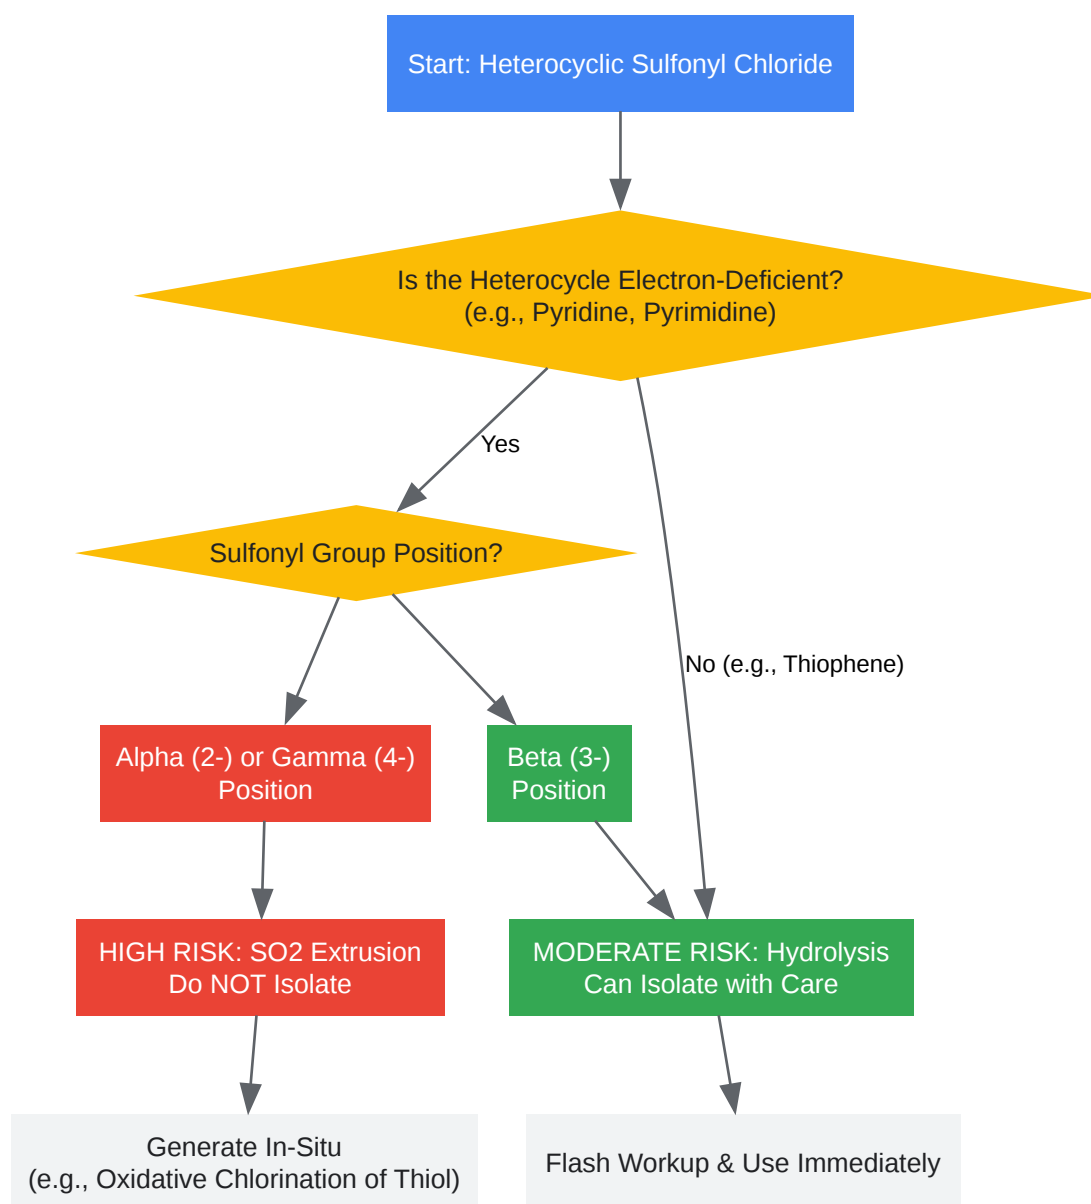 Start: Heterocyclic Sulfonyl Chloride
Is the Heterocycle Electron-Deficient?
(e.g., Pyridine, Pyrimidine)
Yes
Sulfonyl Group Position?
No (e.g., Thiophene)
Alpha (2-) or Gamma (4-)
Position
Beta (3-)
Position
HIGH RISK: SO2 Extrusion
Do NOT Isolate
MODERATE RISK: Hydrolysis
Can Isolate with Care
Generate In-Situ
(e.g., Oxidative Chlorination of Thiol)
Flash Workup & Use Immediately